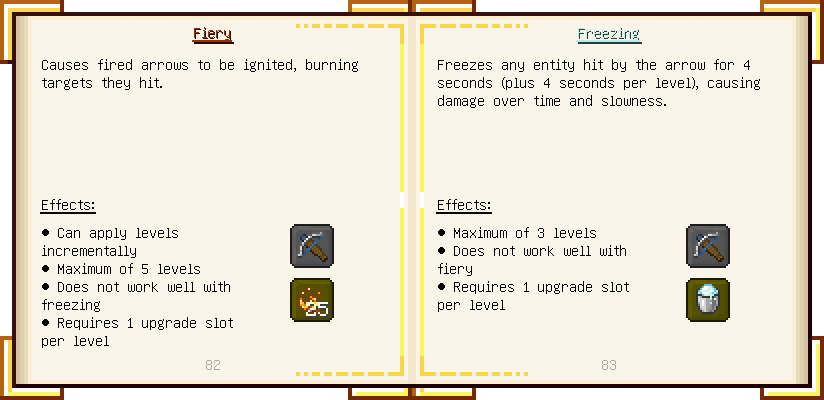 Fiery
Causes fired arrows to be ignited, burning
targets they hit.
Effects:
● Can apply levels
incrementally
● Maximum of 5 levels
● Does not work well with
freezing
● Requires 1 upgrade slot
per level
25
82
Freezing
Freezes any entity hit by the arrow for 4
seconds (plus 4 seconds per level), causing
damage over time and slowness.
Effects:
● Maximum of 3 levels
● Does not work well with
fiery
● Requires 1 upgrade slot
per level
83